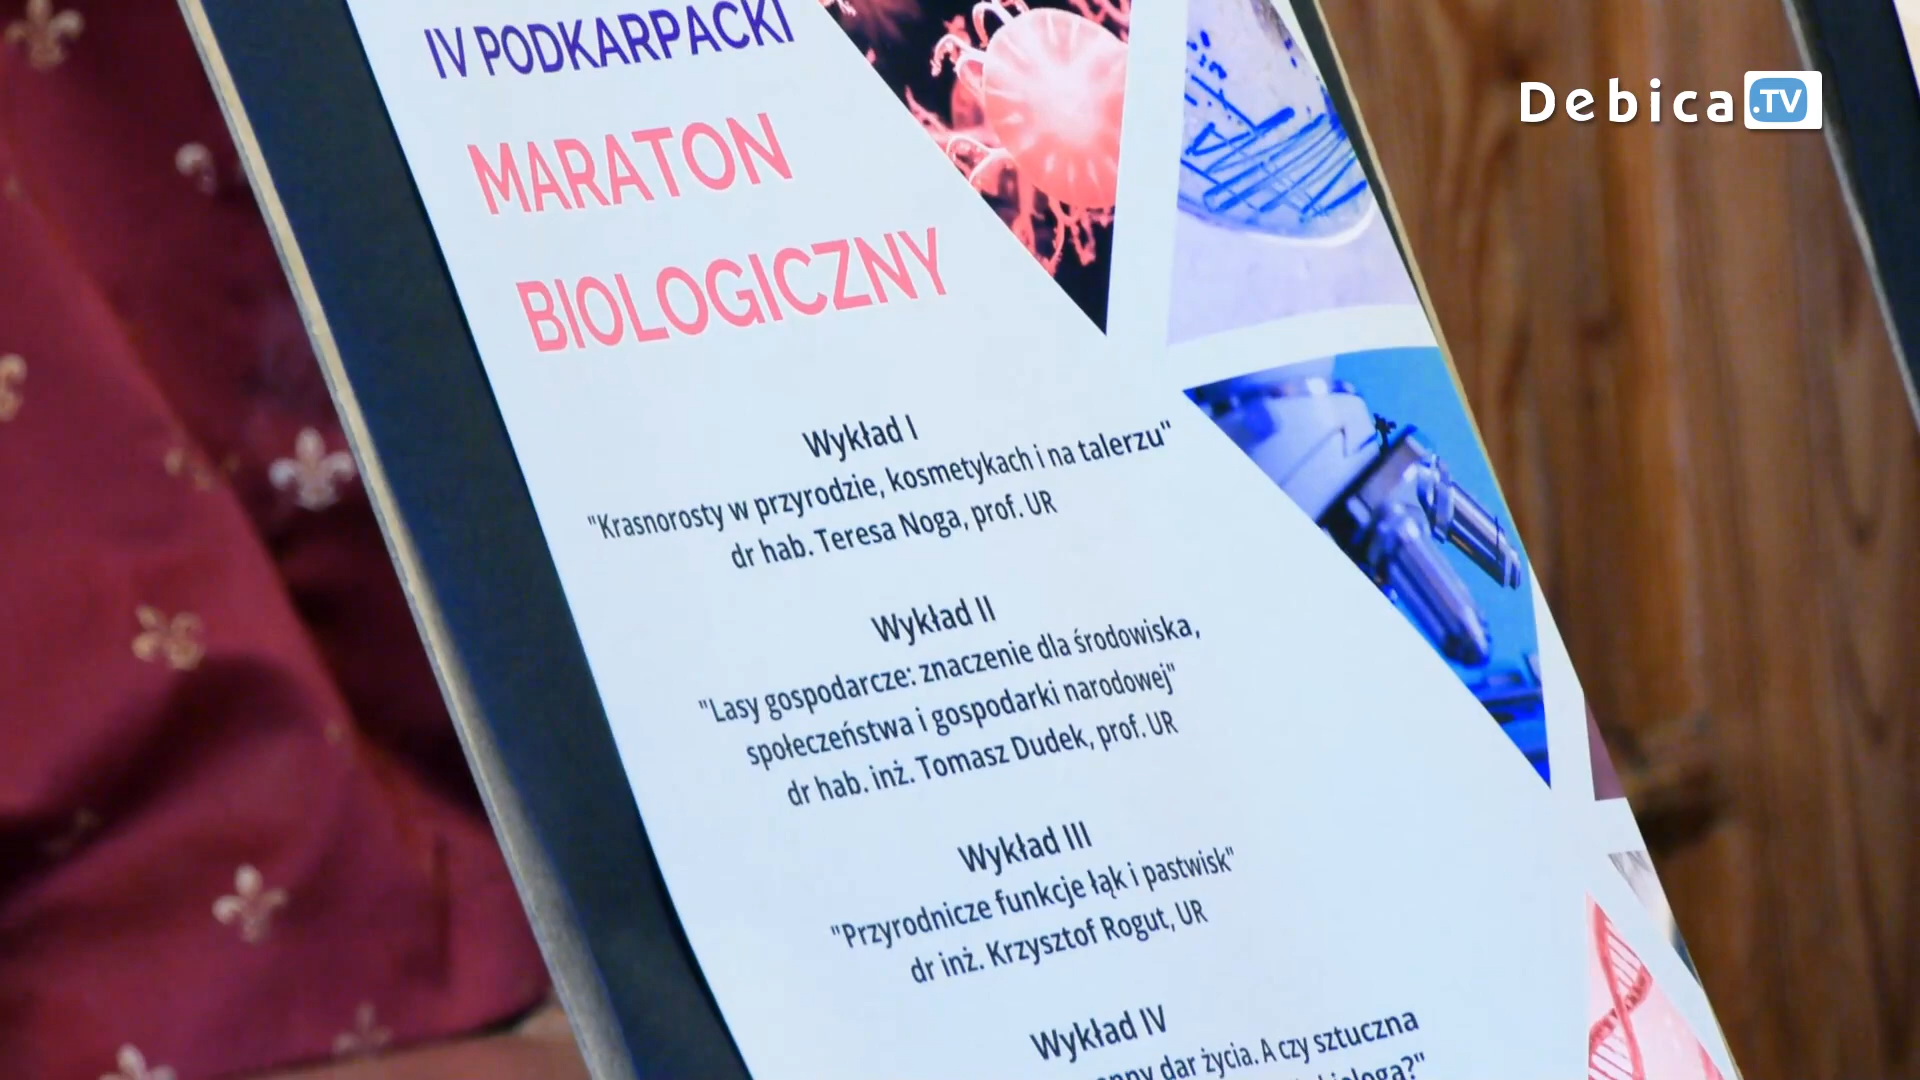 IV PODKARPACKI
MARATON
BIOLOGICZNY
Debica.TV
Wykład I
"Krasnorosty w przyrodzie, kosmetykach i na talerzu"
dr hab. Teresa Noga, prof. UR
Wykład II
"Lasy gospodarcze: znaczenie dla środowiska,
społeczeństwa i gospodarki narodowej"
dr hab. inż. Tomasz Dudek, prof. UR
Wykład III
"Przyrodnicze funkcje łąk i pastwisk"
dr inż. Krzysztof Rogut, UR
Wykład IV
dar życia. A czy sztuczna